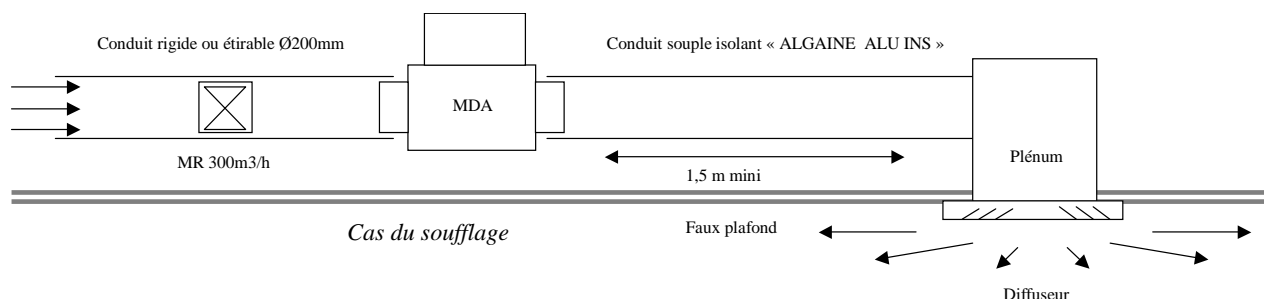 Conduit rigide ou étirable Ø200mm
Conduit souple isolant « ALGAINE ALU INS »
MDA
MR 300m3/h
Plénum
1,5 m mini
Cas du soufflage
Faux plafond
Diffuseur